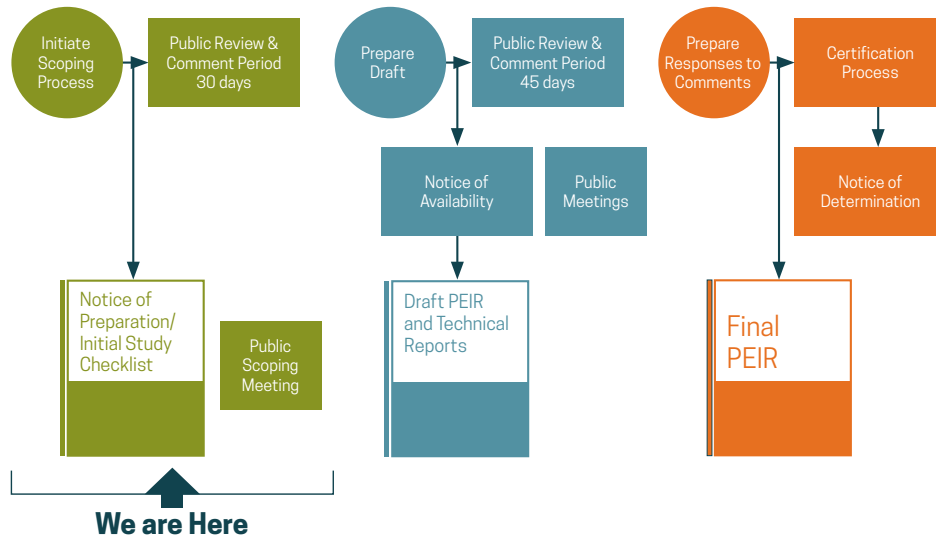 Initiate
Scoping
Process
Public Review &
Comment Period
30 days
Notice of
Preparation/
Initial Study
Checklist
Public
Scoping
Meeting
We are Here
Prepare
Draft
Public Review &
Comment Period
45 days
Notice of
Availability
Public
Meetings
Draft PEIR
and Technical
Reports
Prepare
Responses to
Comments
Certification
Process
Notice of
Determination
Final
PEIR